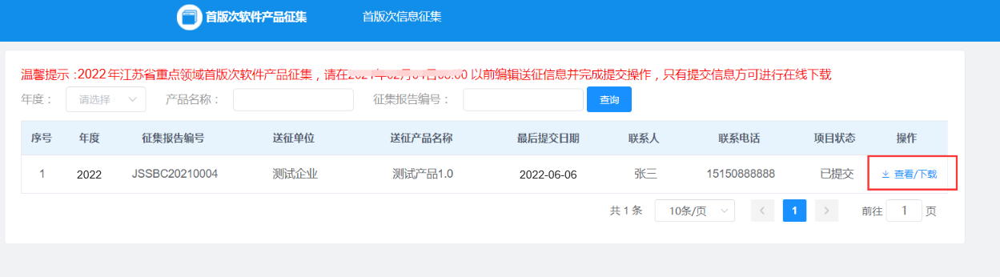 首版次软件产品征集 首版次信息征集
温馨提示:2022年江苏省重点领域首版次软件产品征集，请在 以前编辑送征信息并完成提交操作，只有提交信息方可进行在线下载
年度： 请选择 产品名称： 征集报告编号： 查询
序号 年度 征集报告编号 送征单位 送征产品名称 最后提交日期 联系人 联系电话 项目状态 操作
1 2022 JSSBC20210004 测试企业 测试产品1.0 2022-06-06 张三 15150888888 已提交 查看/下载
共 1 条 10条/页 1 前往 1 页